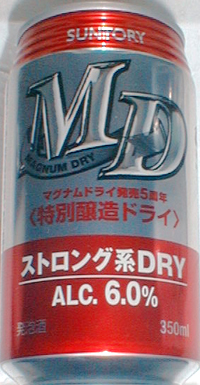 SUNTORY
MD
MAGNUM DRY
マグナムドライ発売5周年
〈特別醸造ドライ〉
ストロング系DRY
ALC. 6.0%
発泡酒 350ml